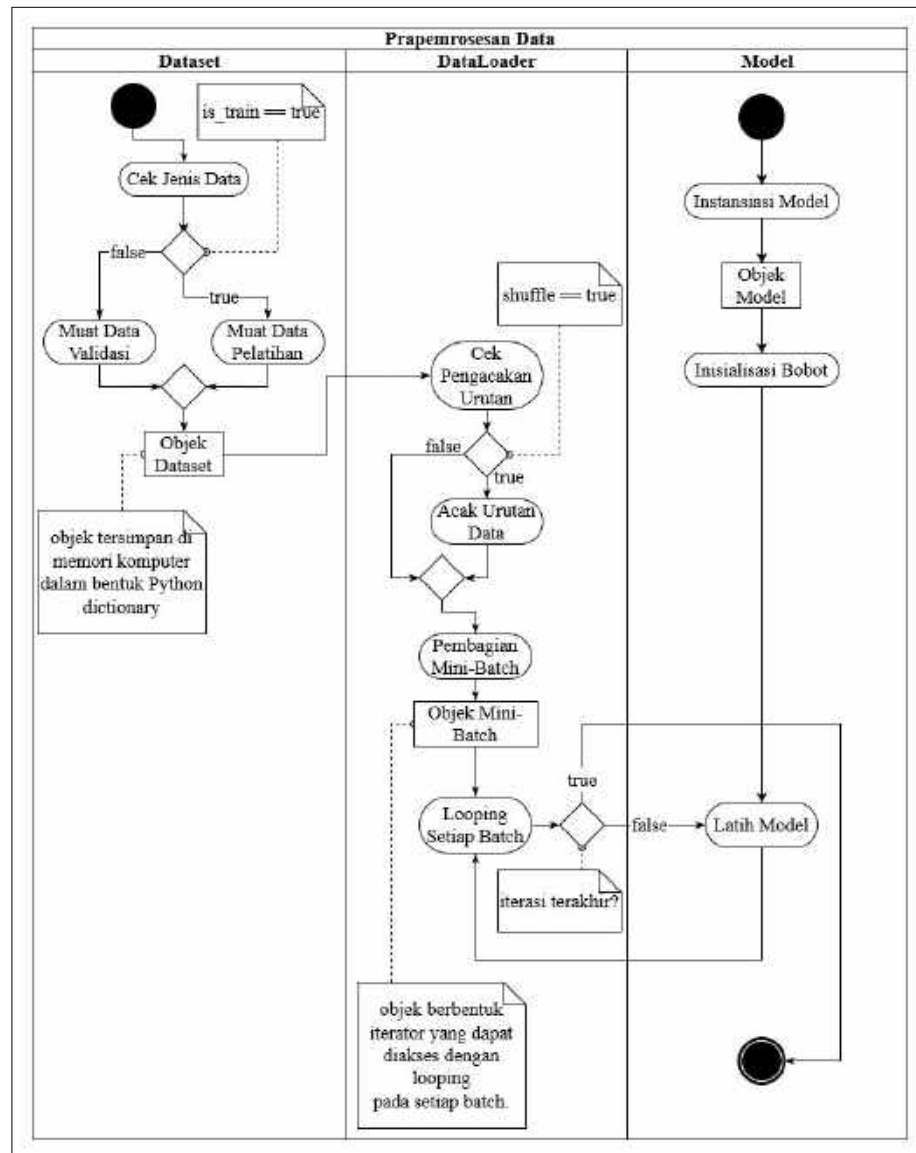 Prapemrosesan Data
Dataset
DataLoader
Model
is_train == true
Cek Jenis Data
false
true
Muat Data
Validasi
Muat Data
Pelatihan
Objek
Dataset
objek tersimpan di
memori komputer
dalam bentuk Python
dictionary
shuffle == true
Cek
Pengacakan
Urutan
false
true
Acak Urutan
Data
Pembagian
Mini-Batch
Objek Mini-
Batch
Looping
Setiap Batch
true
false
iterasi terakhir?
objek berbentuk
iterator yang dapat
diakses dengan
looping
pada setiap batch.
Instansiasi Model
Objek
Model
Inisialisasi Bobot
Latih Model